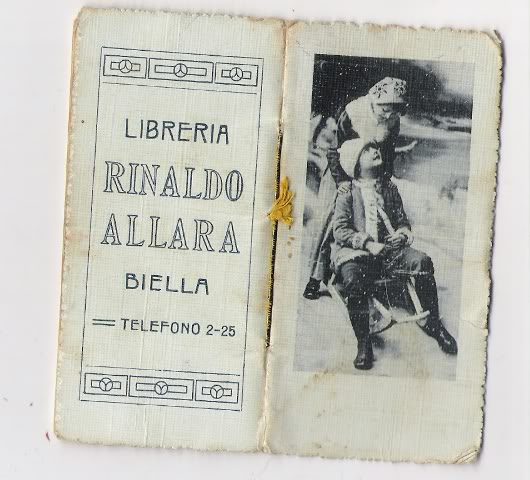 LIBRERIA
RINALDO
ALLARA
BIELLA
= TELEFONO 2-25